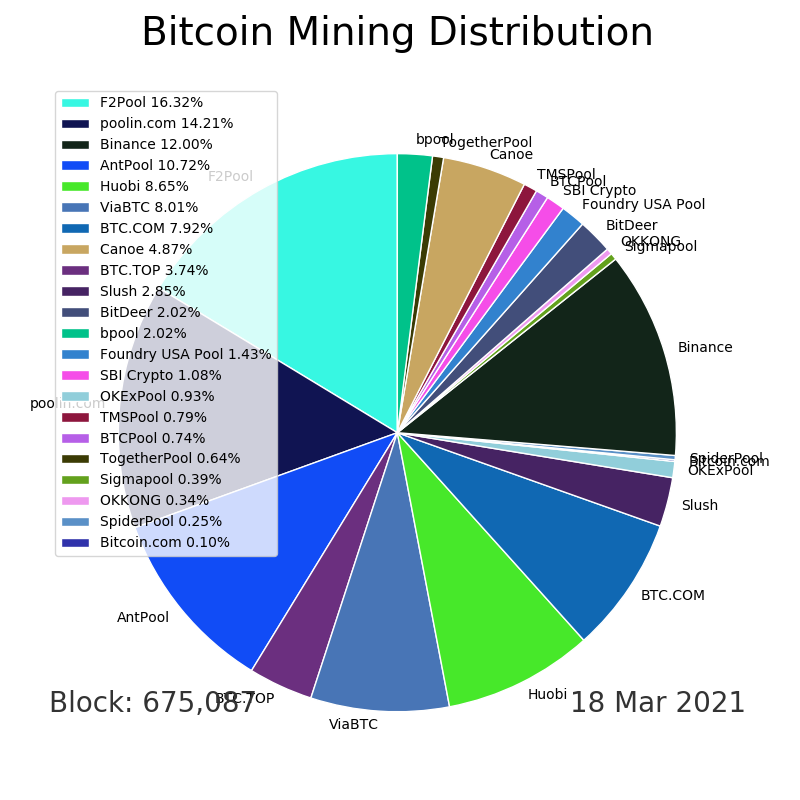 Bitcoin Mining Distribution
F2Pool 16.32%
poolin.com 14.21%
Binance 12.00%
AntPool 10.72%
Huobi 8.65%
ViaBTC 8.01%
BTC.COM 7.92%
Canoe 4.87%
BTC.TOP 3.74%
Slush 2.85%
BitDeer 2.02%
bpool 2.02%
Foundry USA Pool 1.43%
SBI Crypto 1.08%
OKExPool 0.93%
TMSPool 0.79%
BTCPool 0.74%
TogetherPool 0.64%
Sigmapool 0.39%
OKKONG 0.34%
SpiderPool 0.25%
Bitcoin.com 0.10%
bpool
TogetherPool
Canoe
TMSPool
BTCPool
SBI Crypto
Foundry USA Pool
BitDeer
OKKONG
Sigmapool
Binance
SpiderPool
Bitcoin.com
OKExPool
Slush
BTC.COM
Huobi
ViaBTC
BTC.TOP
AntPool
poolin.com
F2Pool
Block: 675,087
18 Mar 2021